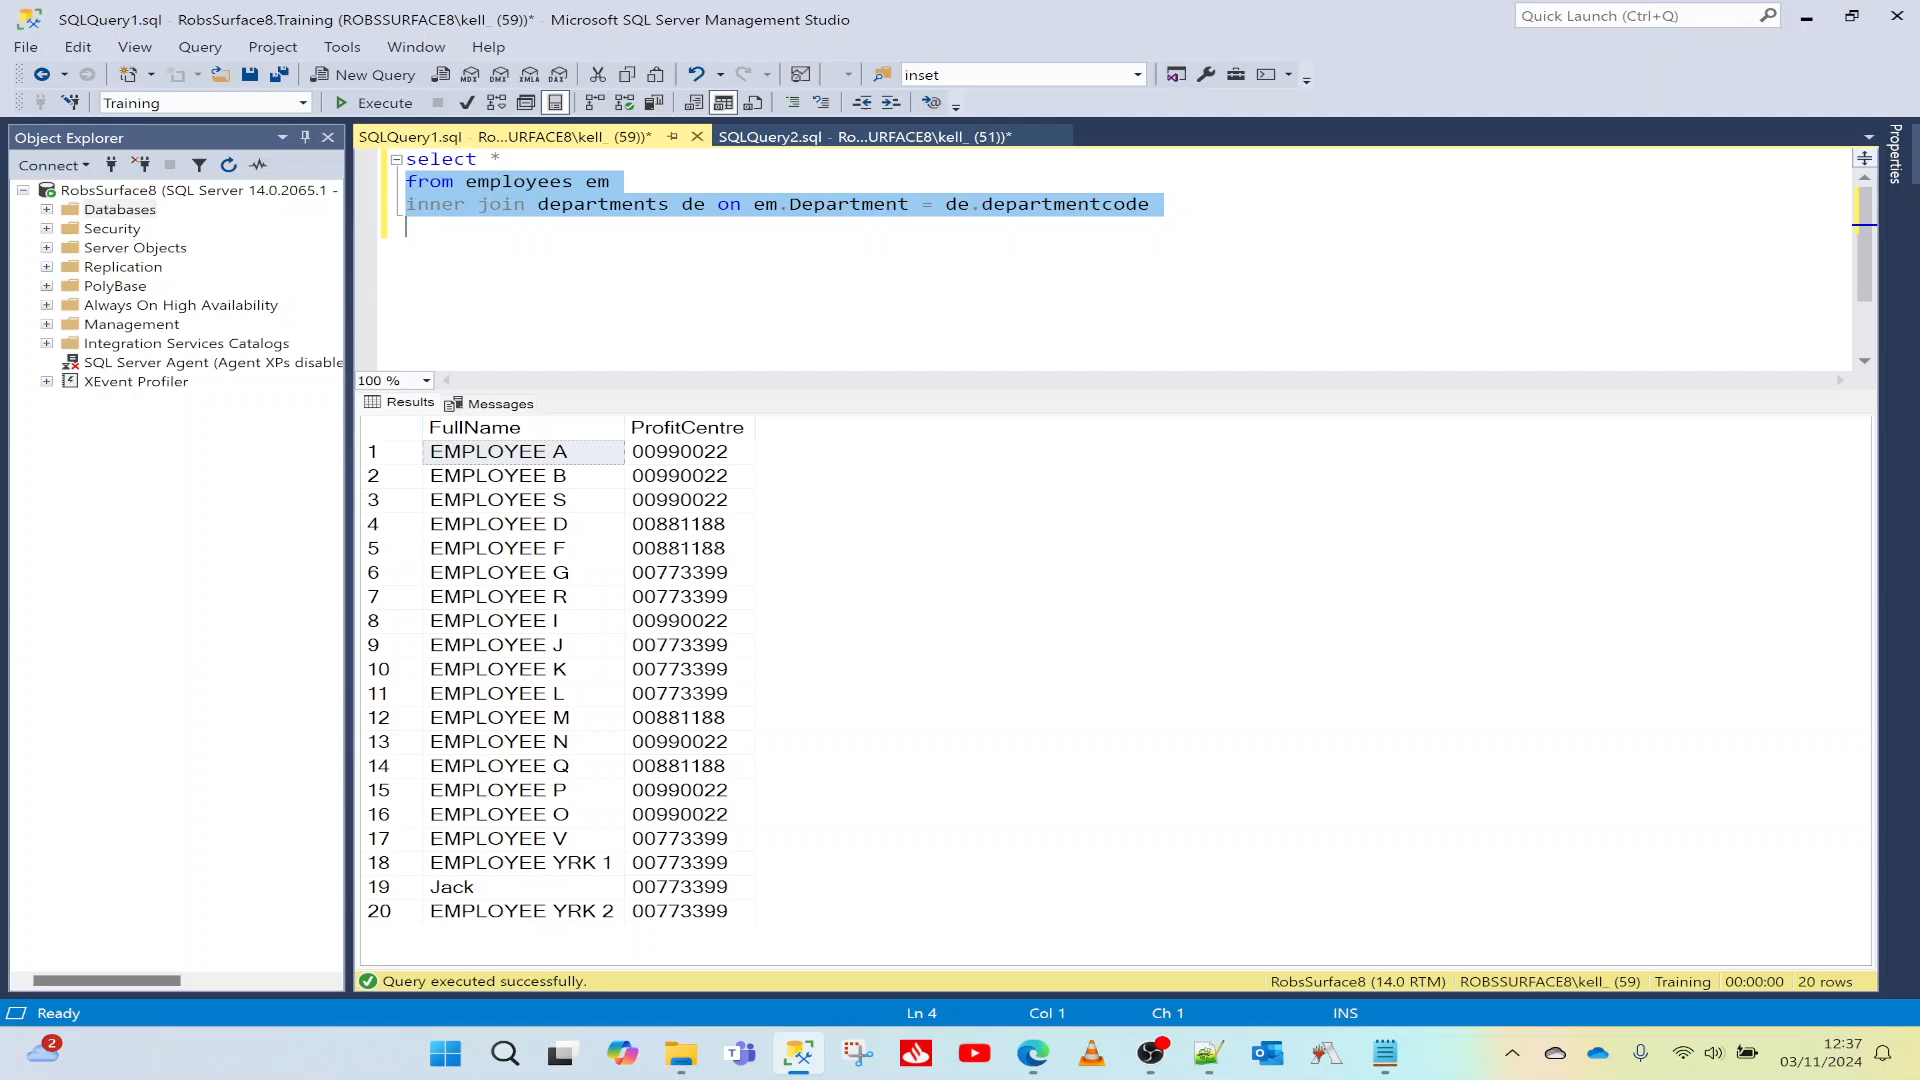 SQLQuery1.sql - RobsSurface8.Training (ROBSSURFACE8\kell_ (59))* - Microsoft SQL Server Management Studio
Quick Launch (Ctrl+Q)
File Edit View Query Project Tools Window Help
New Query MDX DMX XMLA DAX inset
Training Execute
Object Explorer
SQLQuery1.sql - Ro...URFACE8\kell_ (59))* SQLQuery2.sql - Ro...URFACE8\kell_ (51))*
Properties
Connect
RobsSurface8 (SQL Server 14.0.2065.1 -
Databases
Security
Server Objects
Replication
PolyBase
Always On High Availability
Management
Integration Services Catalogs
SQL Server Agent (Agent XPs disable
XEvent Profiler
select *
from employees em
inner join departments de on em.Department = de.departmentcode
100 %
Results Messages
FullName ProfitCentre
1 EMPLOYEE A 00990022
2 EMPLOYEE B 00990022
3 EMPLOYEE S 00990022
4 EMPLOYEE D 00881188
5 EMPLOYEE F 00881188
6 EMPLOYEE G 00773399
7 EMPLOYEE R 00773399
8 EMPLOYEE I 00990022
9 EMPLOYEE J 00773399
10 EMPLOYEE K 00773399
11 EMPLOYEE L 00773399
12 EMPLOYEE M 00881188
13 EMPLOYEE N 00990022
14 EMPLOYEE Q 00881188
15 EMPLOYEE P 00990022
16 EMPLOYEE O 00990022
17 EMPLOYEE V 00773399
18 EMPLOYEE YRK 1 00773399
19 Jack 00773399
20 EMPLOYEE YRK 2 00773399
Query executed successfully. RobsSurface8 (14.0 RTM) ROBSSURFACE8\kell_ (59) Training 00:00:00 20 rows
Ready Ln 4 Col 1 Ch 1 INS
2
12:37
03/11/2024